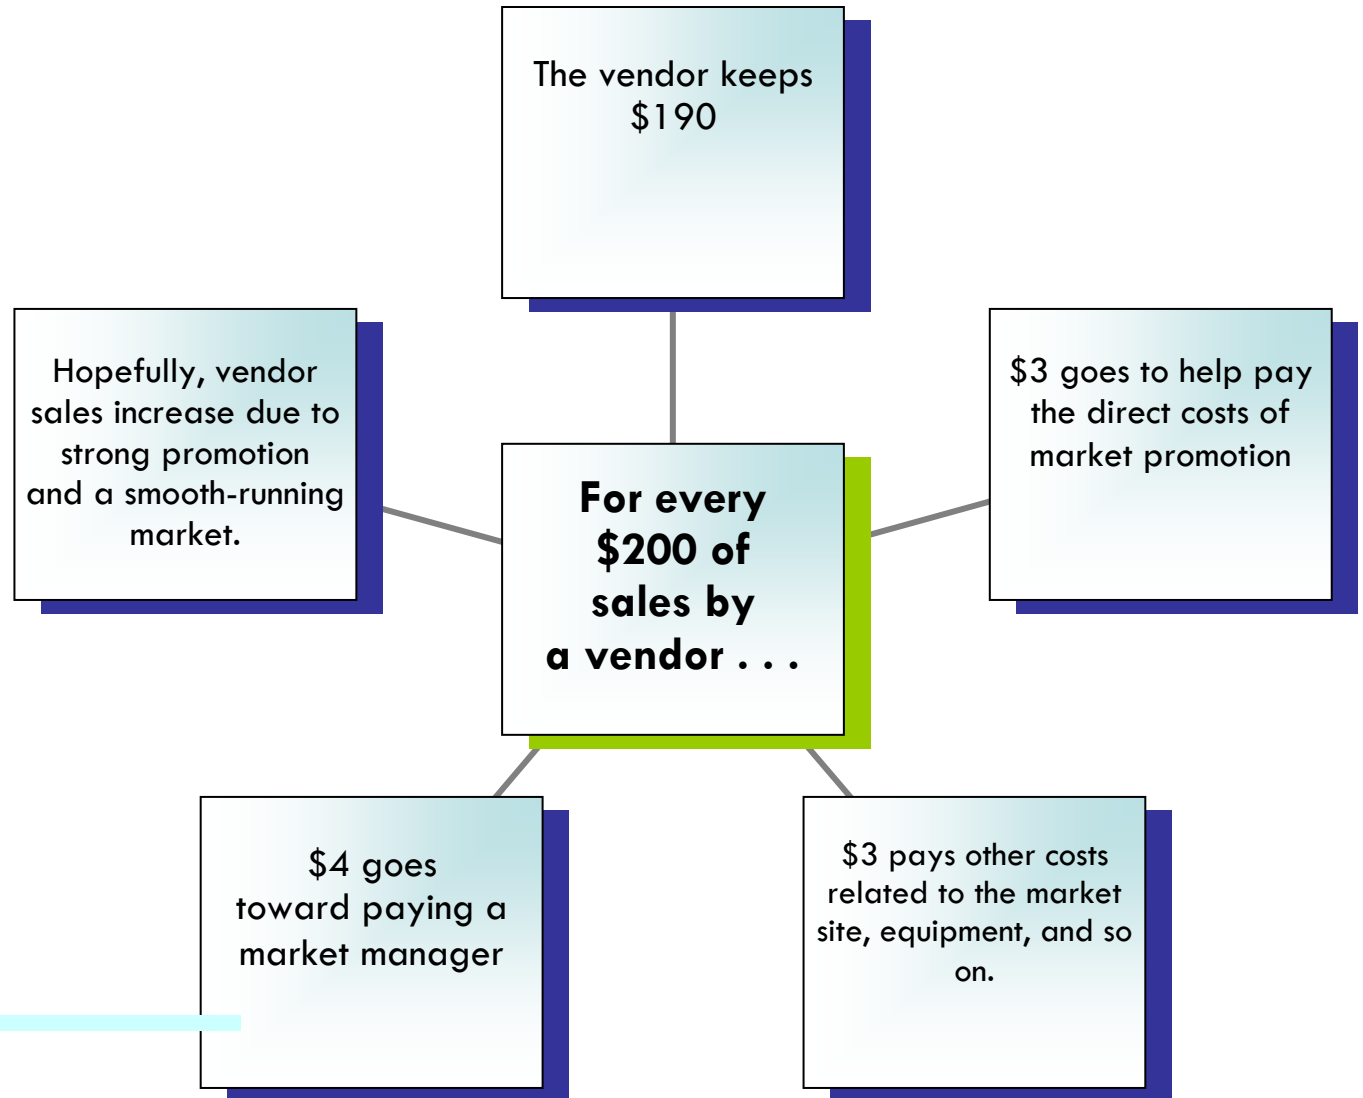 The vendor keeps
$190
Hopefully, vendor
sales increase due to
strong promotion
and a smooth-running
market.
$3 goes to help pay
the direct costs of
market promotion
For every
$200 of
sales by
a vendor . . .
$4 goes
toward paying a
market manager
$3 pays other costs
related to the market
site, equipment, and so
on.